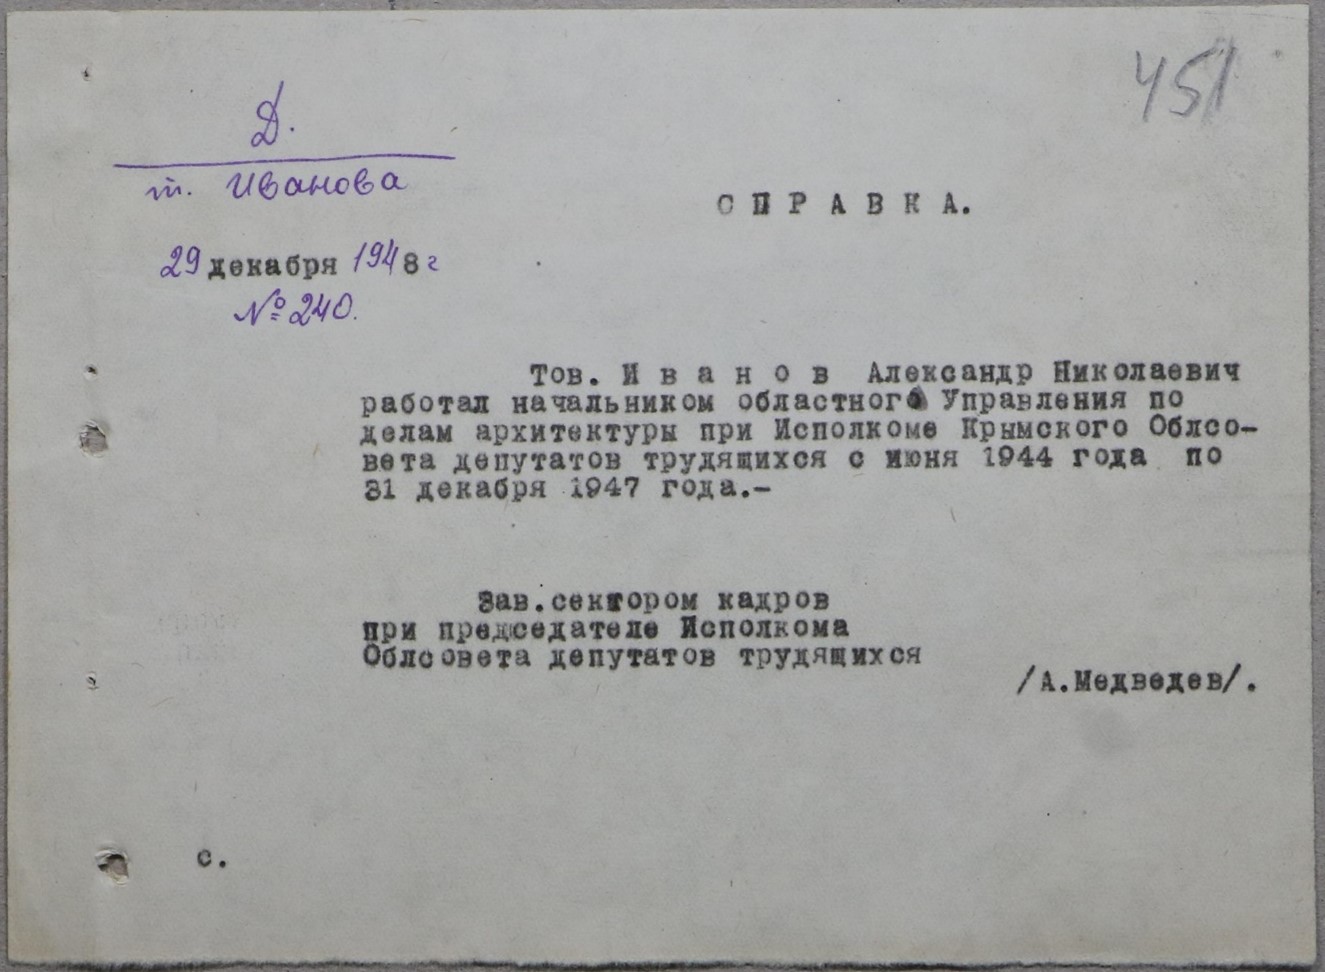 451
Д.
т. Иванова
29 декабря 1948 г
№ 240.
СПРАВКА.
Тов. Иванов Александр Николаевич
работал начальником областного Управления по
делам архитектуры при Исполкоме Крымского Облсо-
вета депутатов трудящихся с июня 1944 года по
31 декабря 1947 года.-
Зав.сектором кадров
при председателе Исполкома
Облсовета депутатов трудящихся
/А.Медведев/.
с.